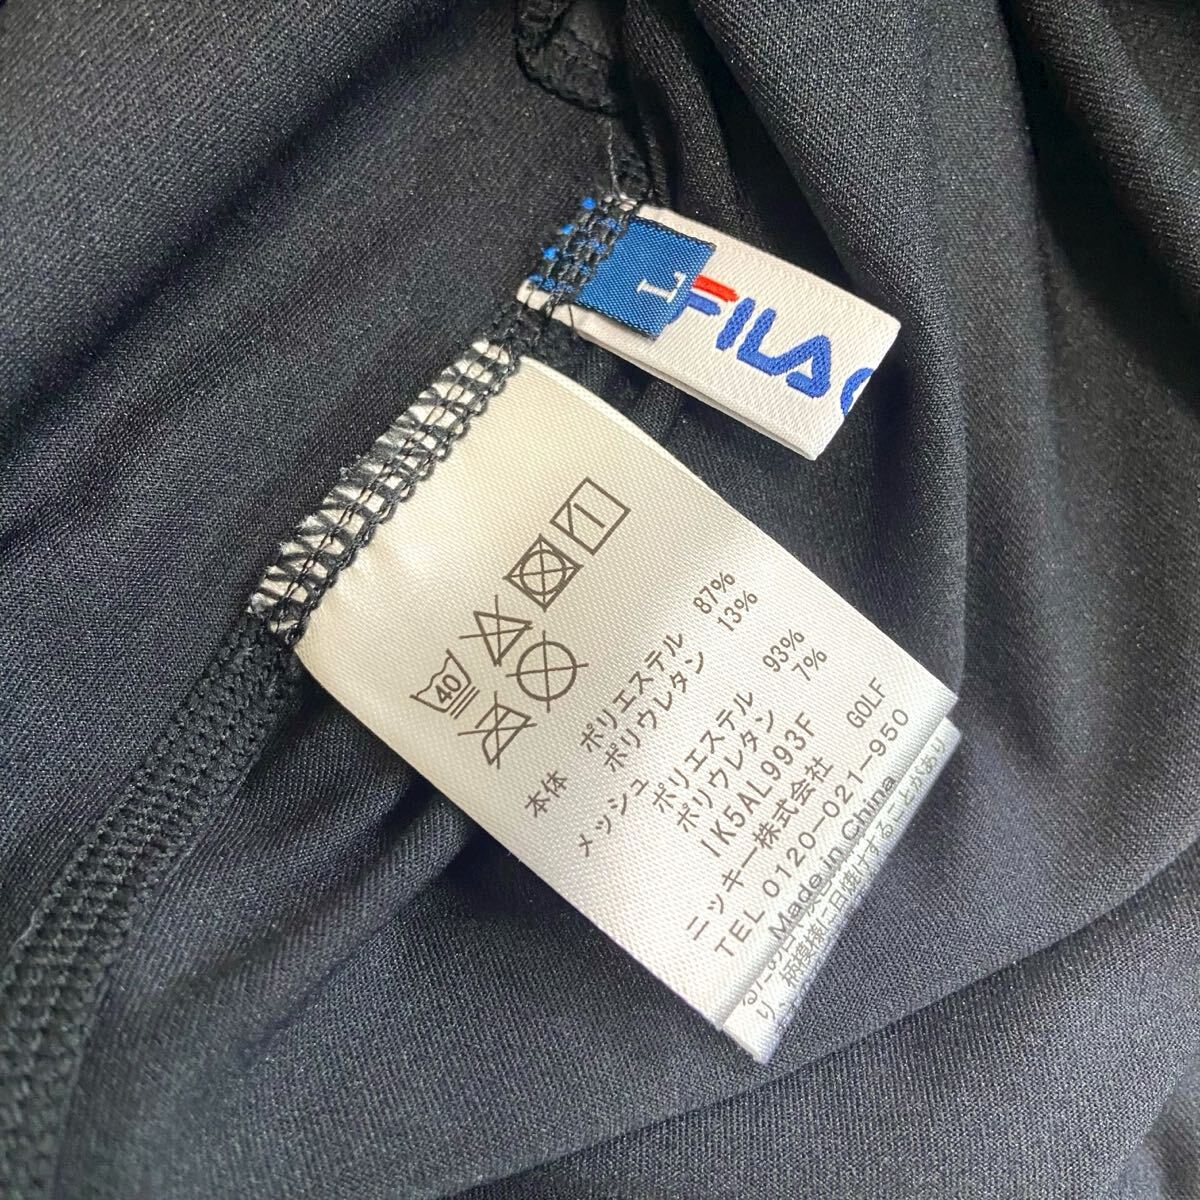 L
FILA
40
本体 ポリエステル 87%
ポリウレタン 13%
メッシュ ポリエステル 93%
ポリウレタン 7%
IK5AL993F GOLF
ニッキー株式会社
TEL 0120-021-950
Made in China